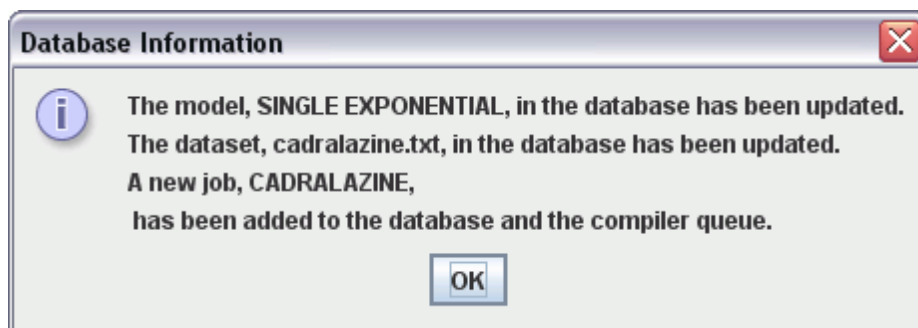 Database Information
The model, SINGLE EXPONENTIAL, in the database has been updated.
The dataset, cadralazine.txt, in the database has been updated.
A new job, CADRALAZINE,
has been added to the database and the compiler queue.
OK